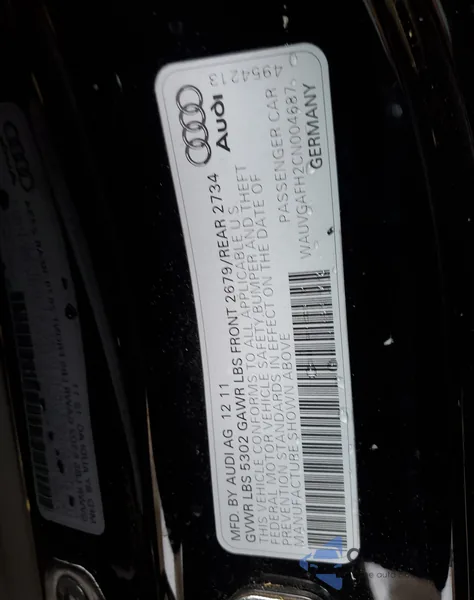 4954213
Audi
MFD. BY AUDI AG 12 11
GVWR LBS 5302 GAWR LBS FRONT 2679/REAR 2734
THIS VEHICLE CONFORMS TO ALL APPLICABLE U S
FEDERAL MOTOR VEHICLE SAFETY BUMPER AND THEFT
PREVENTION STANDARDS IN EFFECT ON THE DATE OF
MANUFACTURE SHOWN ABOVE
PASSENGER CAR
WAUVGAFH2CN004687
GERMANY